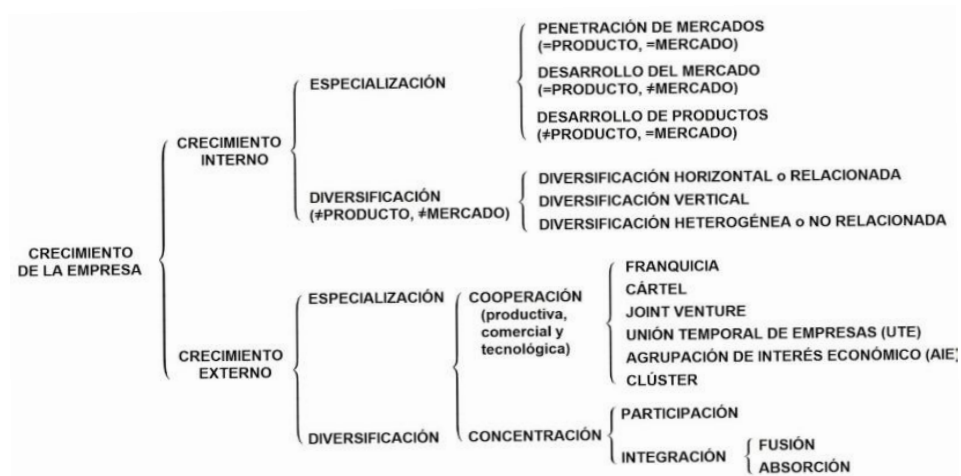 CRECIMIENTO
DE LA EMPRESA
CRECIMIENTO
INTERNO
ESPECIALIZACIÓN
PENETRACIÓN DE MERCADOS
(=PRODUCTO, =MERCADO)
DESARROLLO DEL MERCADO
(=PRODUCTO, ≠MERCADO)
DESARROLLO DE PRODUCTOS
(≠PRODUCTO, =MERCADO)
DIVERSIFICACIÓN
(≠PRODUCTO, ≠MERCADO)
DIVERSIFICACIÓN HORIZONTAL o RELACIONADA
DIVERSIFICACIÓN VERTICAL
DIVERSIFICACIÓN HETEROGÉNEA o NO RELACIONADA
CRECIMIENTO
EXTERNO
ESPECIALIZACIÓN
DIVERSIFICACIÓN
COOPERACIÓN
(productiva,
comercial y
tecnológica)
FRANQUICIA
CÁRTEL
JOINT VENTURE
UNIÓN TEMPORAL DE EMPRESAS (UTE)
AGRUPACIÓN DE INTERÉS ECONÓMICO (AIE)
CLÚSTER
CONCENTRACIÓN
PARTICIPACIÓN
INTEGRACIÓN
FUSIÓN
ABSORCIÓN